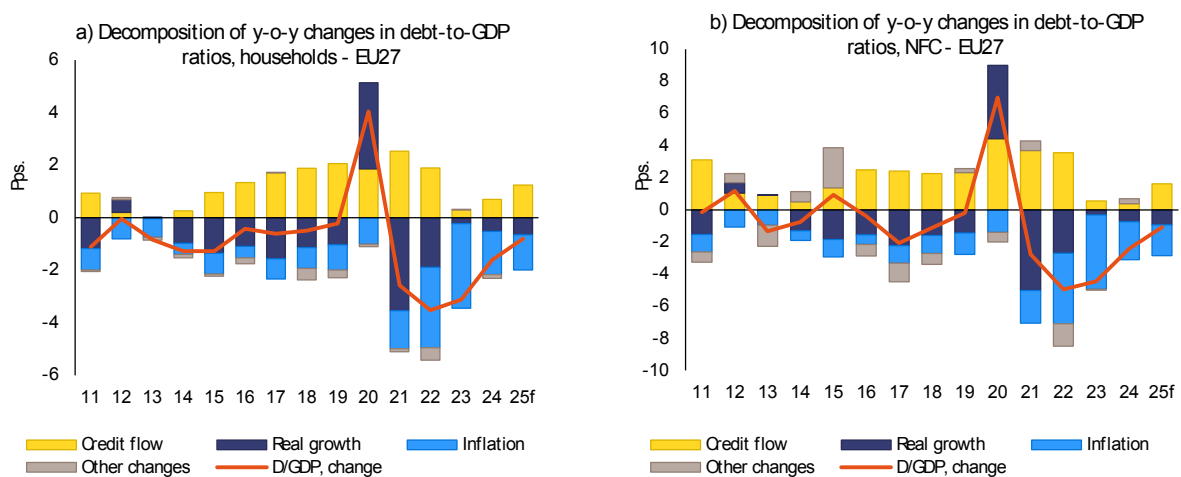 a) Decomposition of y-o-y changes in debt-to-GDP
ratios, households - EU27
6
4
2
0
-2
-4
-6
Pps.
11 12 13 14 15 16 17 18 19 20 21 22 23 24 25f
Credit flow Real growth Inflation
Other changes D/GDP, change
b) Decomposition of y-o-y changes in debt-to-GDP
ratios, NFC - EU27
10
8
6
4
2
0
-2
-4
-6
-8
-10
Pps.
11 12 13 14 15 16 17 18 19 20 21 22 23 24 25f
Credit flow Real growth Inflation
Other changes D/GDP, change